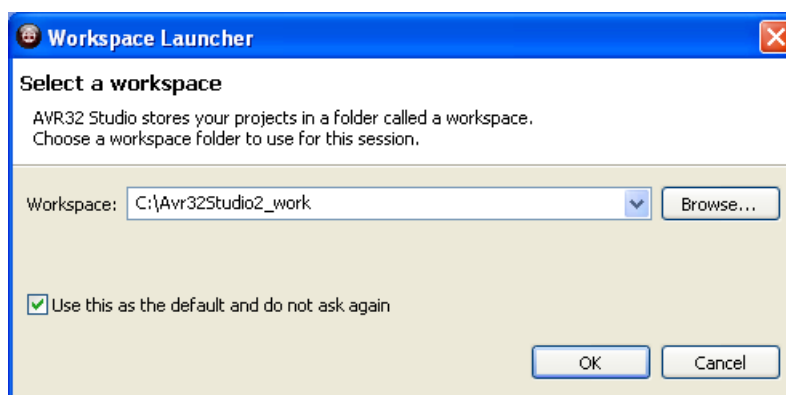 Workspace Launcher
Select a workspace
AVR32 Studio stores your projects in a folder called a workspace.
Choose a workspace folder to use for this session.
Workspace: C:\Avr32Studio2_work Browse...
Use this as the default and do not ask again
OK Cancel